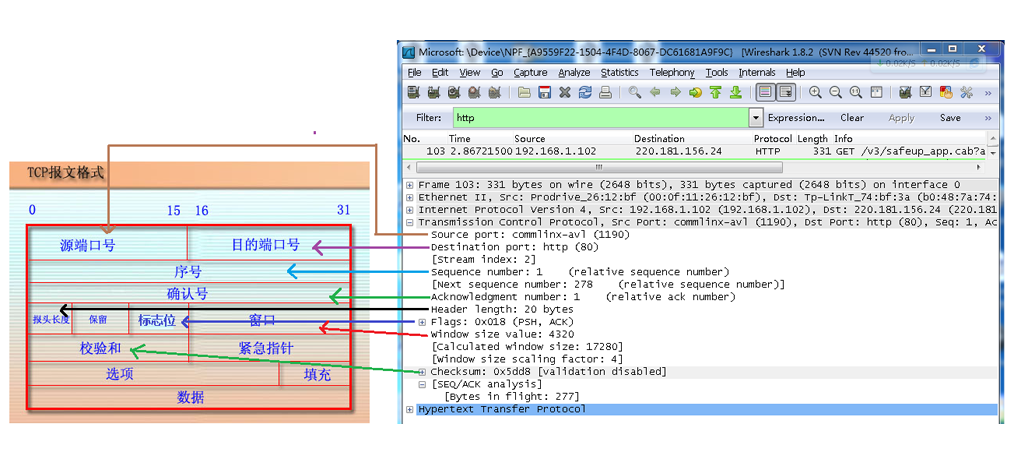 Microsoft: \Device\NPF_{A9559F22-1504-4F4D-8067-DC61681A9F9C} [Wireshark 1.8.2 (SVN Rev 44520 fro...
File Edit View Go Capture Analyze Statistics Telephony Tools Internals Help
Filter: http Expression... Clear Apply Save
No. Time Source Destination Protocol Length Info
103 2.86721500 192.168.1.102 220.181.156.24 HTTP 331 GET /v3/safeup_app.cab?a
Frame 103: 331 bytes on wire (2648 bits), 331 bytes captured (2648 bits) on interface 0
Ethernet II, Src: Prodrive_26:12:bf (00:0f:11:26:12:bf), Dst: Tp-LinkT_74:bf:3a (b0:48:7a:74:
Internet Protocol Version 4, Src: 192.168.1.102 (192.168.1.102), Dst: 220.181.156.24 (220.181
Transmission Control Protocol, Src Port: commlinx-avl (1190), Dst Port: http (80), Seq: 1, Ac
Source port: commlinx-avl (1190)
Destination port: http (80)
[Stream index: 2]
Sequence number: 1 (relative sequence number)
[Next sequence number: 278 (relative sequence number)]
Acknowledgment number: 1 (relative ack number)
Header length: 20 bytes
Flags: 0x018 (PSH, ACK)
Window size value: 4320
[Calculated window size: 17280]
[Window size scaling factor: 4]
Checksum: 0x5dd8 [validation disabled]
[SEQ/ACK analysis]
[Bytes in flight: 277]
Hypertext Transfer Protocol
TCP报文格式
0 15 16 31
源端口号 目的端口号
序号
确认号
报头长度 保留 标志位 窗口
校验和 紧急指针
选项 填充
数据